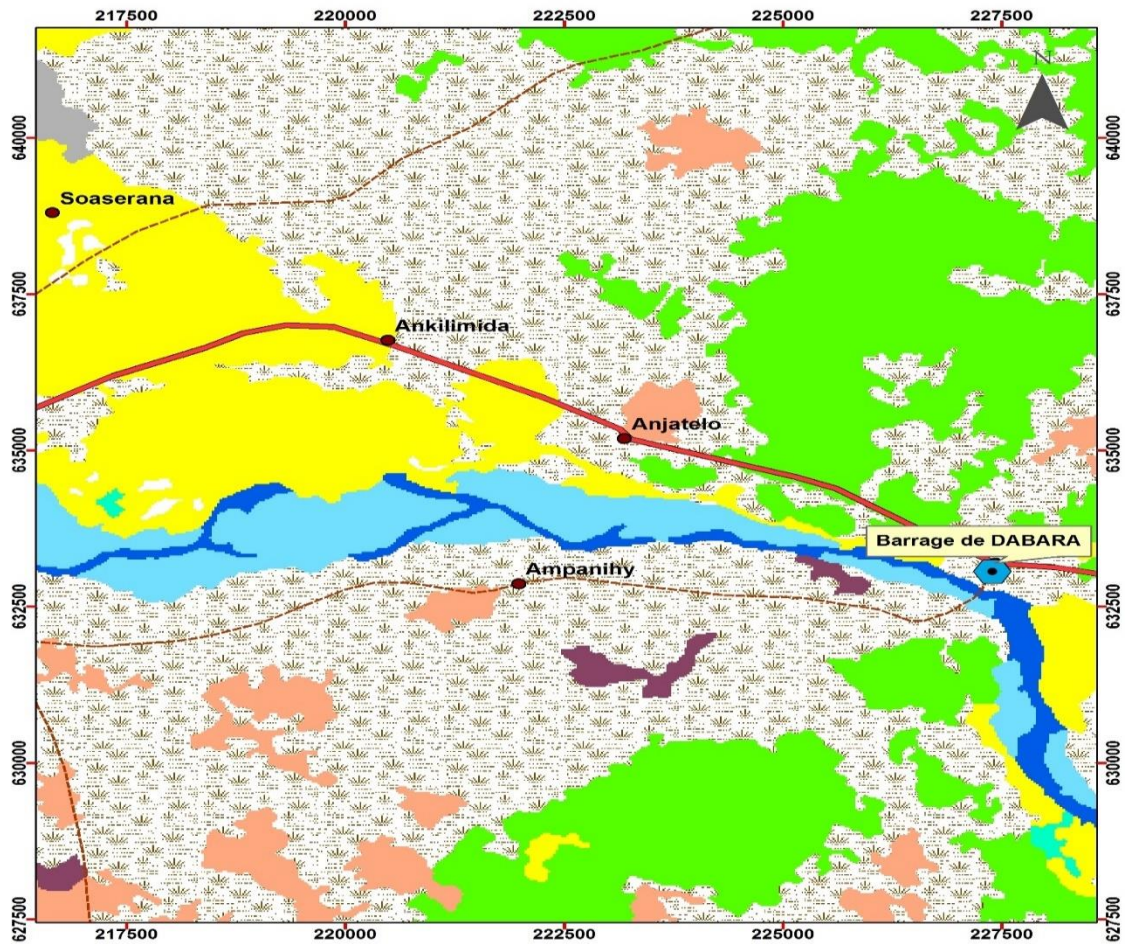 217500 220000 222500 225000 227500
N
640000 640000
Soaserana
637500 637500
Ankilimida
Anjatelo
635000 635000
Barrage de DABARA
Ampanihy
632500 632500
630000 630000
627500 627500
217500 220000 222500 225000 227500